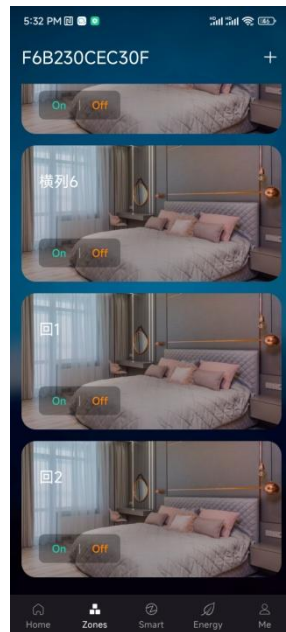 5:32 PM
F6B230CEC30F +
On | Off
横列6
On | Off
回1
On | Off
回2
On | Off
Home Zones Smart Energy Me